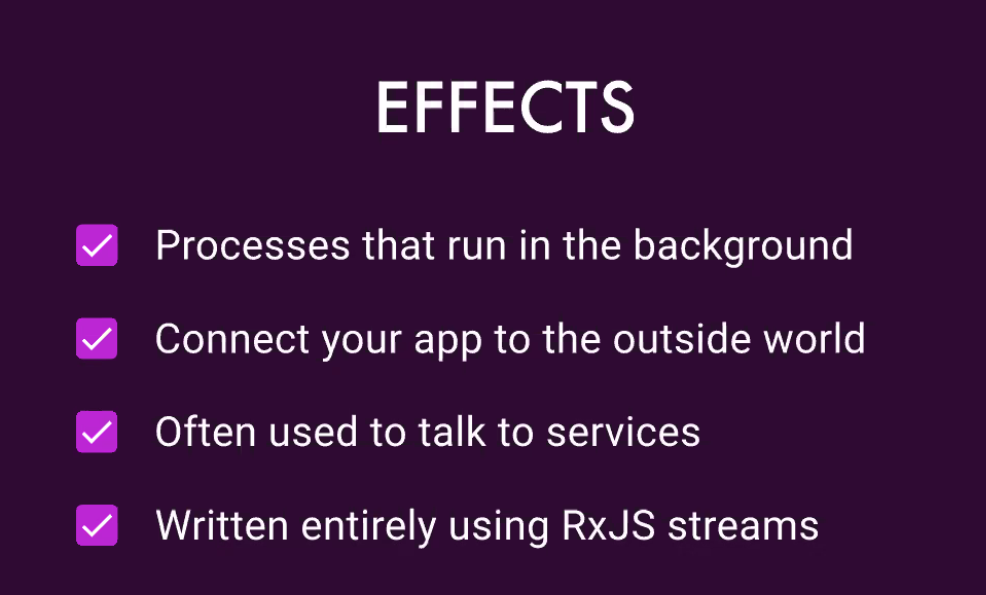 EFFECTS
Processes that run in the background
Connect your app to the outside world
Often used to talk to services
Written entirely using RxJS streams